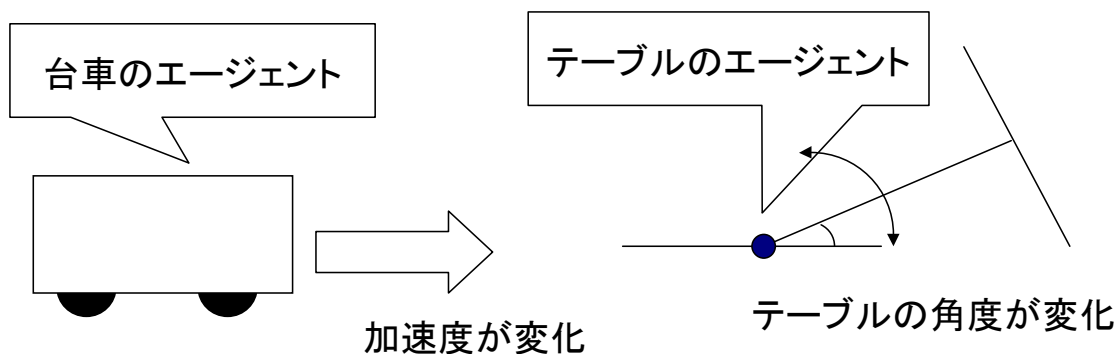 台車のエージェント
テーブルのエージェント
加速度が変化
テーブルの角度が変化